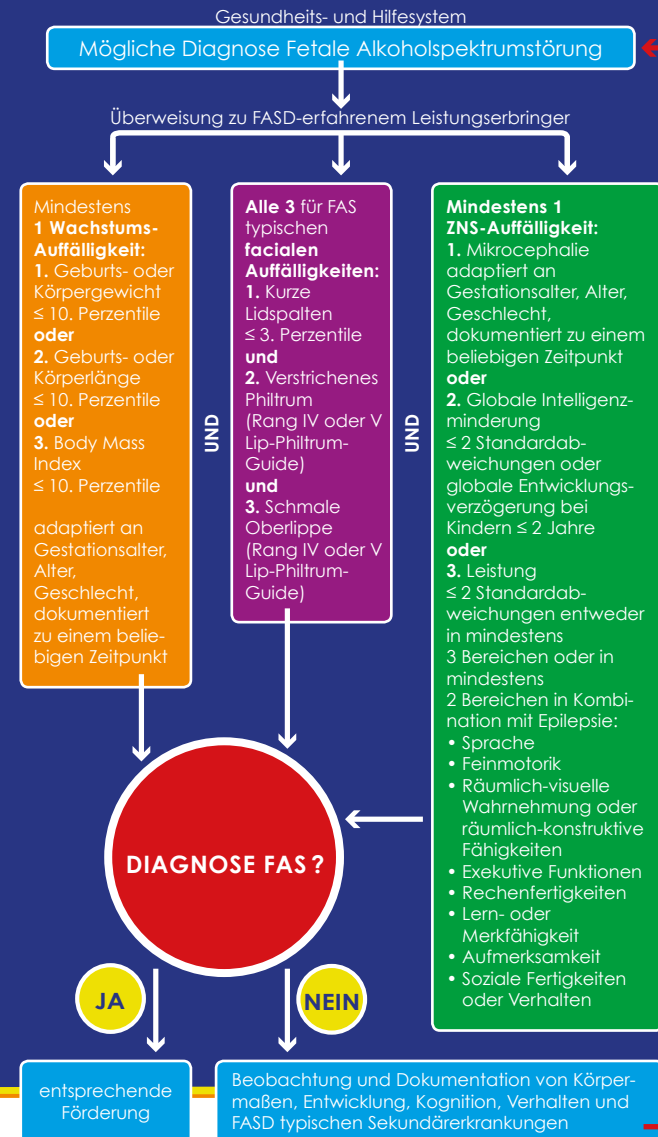 Gesundheits- und Hilfesystem
Mögliche Diagnose Fetale Alkoholspektrumstörung
Überweisung zu FASD-erfahrenem Leistungserbringer
Mindestens
1 Wachstums-
Auffälligkeit:
1. Geburts- oder
Körpergewicht
≤ 10. Perzentile
oder
2. Geburts- oder
Körperlänge
≤ 10. Perzentile
oder
3. Body Mass
Index
≤ 10. Perzentile
adaptiert an
Gestationsalter,
Alter,
Geschlecht,
dokumentiert
zu einem belie-
bigen Zeitpunkt
UND
Alle 3 für FAS
typischen
facialen
Auffälligkeiten:
1. Kurze
Lidspalten
≤ 3. Perzentile
und
2. Verstrichenes
Philtrum
(Rang IV oder V
Lip-Philtrum-
Guide)
und
3. Schmale
Oberlippe
(Rang IV oder V
Lip-Philtrum-
Guide)
UND
Mindestens 1
ZNS-Auffälligkeit:
1. Mikrocephalie
adaptiert an
Gestationsalter, Alter,
Geschlecht,
dokumentiert zu einem
beliebigen Zeitpunkt
oder
2. Globale Intelligenz-
minderung
≤ 2 Standardab-
weichungen oder
globale Entwicklungs-
verzögerung bei
Kindern ≤ 2 Jahre
oder
3. Leistung
≤ 2 Standardab-
weichungen entweder
in mindestens
3 Bereichen oder in
mindestens
2 Bereichen in Kombi-
nation mit Epilepsie:
• Sprache
• Feinmotorik
• Räumlich-visuelle
Wahrnehmung oder
räumlich-konstruktive
Fähigkeiten
• Exekutive Funktionen
• Rechenfertigkeiten
• Lern- oder
Merkfähigkeit
• Aufmerksamkeit
• Soziale Fertigkeiten
oder Verhalten
DIAGNOSE FAS ?
JA
NEIN
entsprechende
Förderung
Beobachtung und Dokumentation von Körper-
maßen, Entwicklung, Kognition, Verhalten und
FASD typischen Sekundärerkrankungen